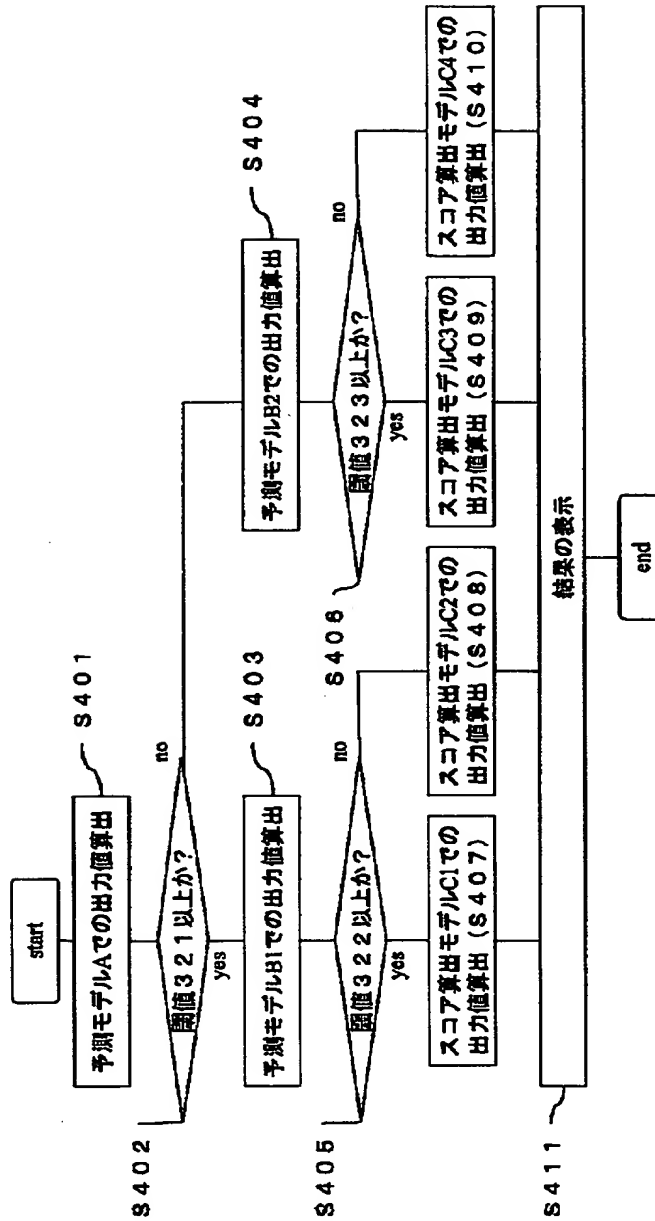 start
予測モデルAでの出力値算出
S401
S402
閾値321以上か?
no
yes
予測モデルB1での出力値算出
S403
予測モデルB2での出力値算出
S404
S405
閾値322以上か?
no
yes
S406
閾値323以上か?
no
yes
スコア算出モデルC1での
出力値算出(S407)
スコア算出モデルC2での
出力値算出(S408)
スコア算出モデルC3での
出力値算出(S409)
スコア算出モデルC4での
出力値算出(S410)
S411
結果の表示
end